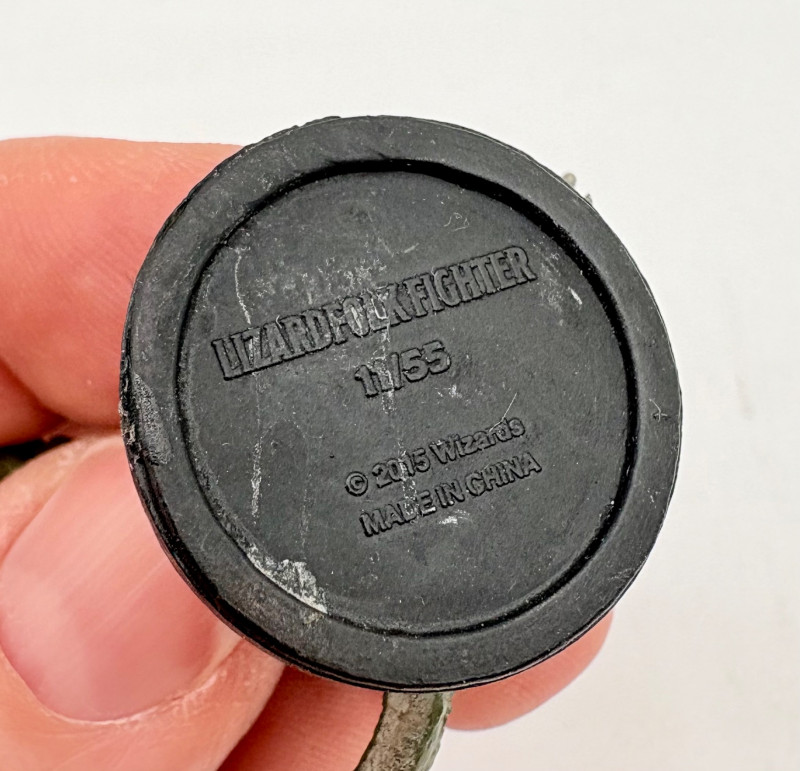 LIZARDFOLK FIGHTER
11/55
© 2015 Wizards
MADE IN CHINA